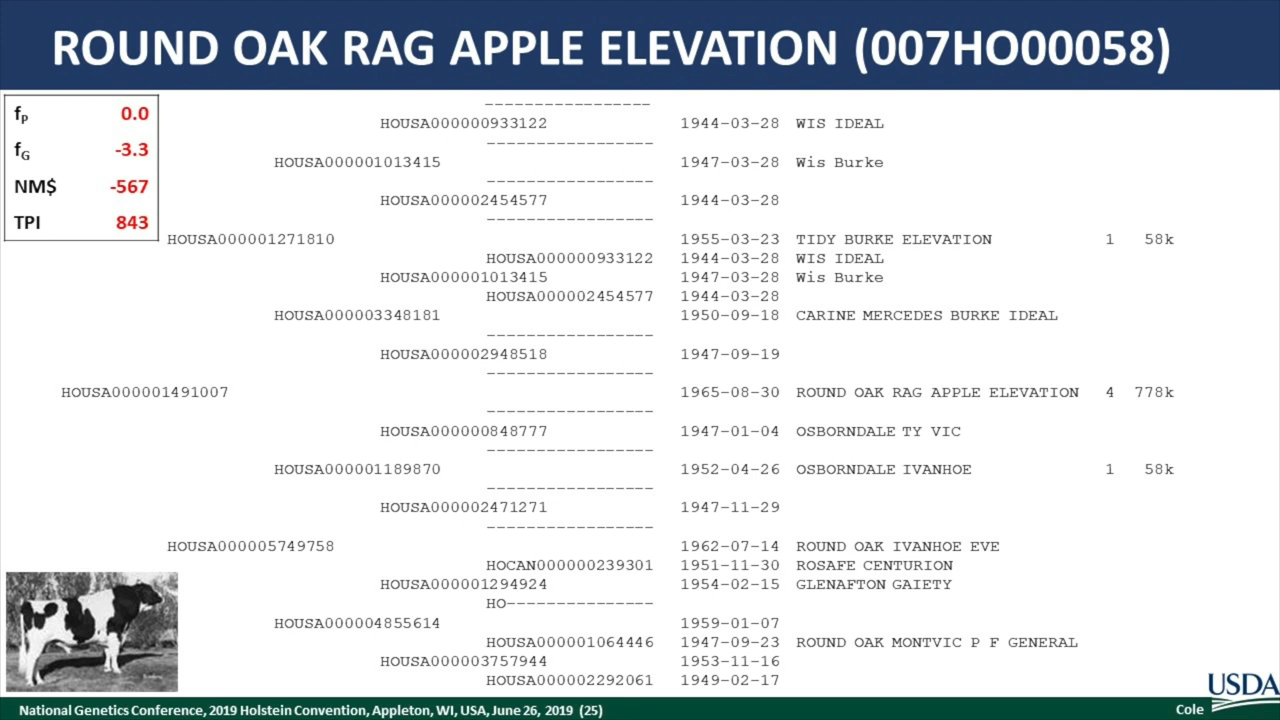 ROUND OAK RAG APPLE ELEVATION (007HO00058)
fP 0.0
fG -3.3
NM$ -567
TPI 843
-----------------
HOUSA000000933122 1944-03-28 WIS IDEAL
-----------------
HOUSA000001013415 1947-03-28 Wis Burke
-----------------
HOUSA000002454577 1944-03-28
-----------------
HOUSA000001271810 1955-03-23 TIDY BURKE ELEVATION 1 58k
HOUSA000000933122 1944-03-28 WIS IDEAL
HOUSA000001013415 1947-03-28 Wis Burke
HOUSA000002454577 1944-03-28
HOUSA000003348181 1950-09-18 CARINE MERCEDES BURKE IDEAL
-----------------
HOUSA000002948518 1947-09-19
-----------------
HOUSA000001491007 1965-08-30 ROUND OAK RAG APPLE ELEVATION 4 778k
-----------------
HOUSA000000848777 1947-01-04 OSBORNDALE TY VIC
-----------------
HOUSA000001189870 1952-04-26 OSBORNDALE IVANHOE 1 58k
-----------------
HOUSA000002471271 1947-11-29
-----------------
HOUSA000005749758 1962-07-14 ROUND OAK IVANHOE EVE
HOCAN000000239301 1951-11-30 ROSAFE CENTURION
HOUSA000001294924 1954-02-15 GLENAFTON GAIETY
HO---------------
HOUSA000004855614 1959-01-07
HOUSA000001064446 1947-09-23 ROUND OAK MONTVIC P F GENERAL
HOUSA000003757944 1953-11-16
HOUSA000002292061 1949-02-17
USDA
National Genetics Conference, 2019 Holstein Convention, Appleton, WI, USA, June 26, 2019 (25) Cole